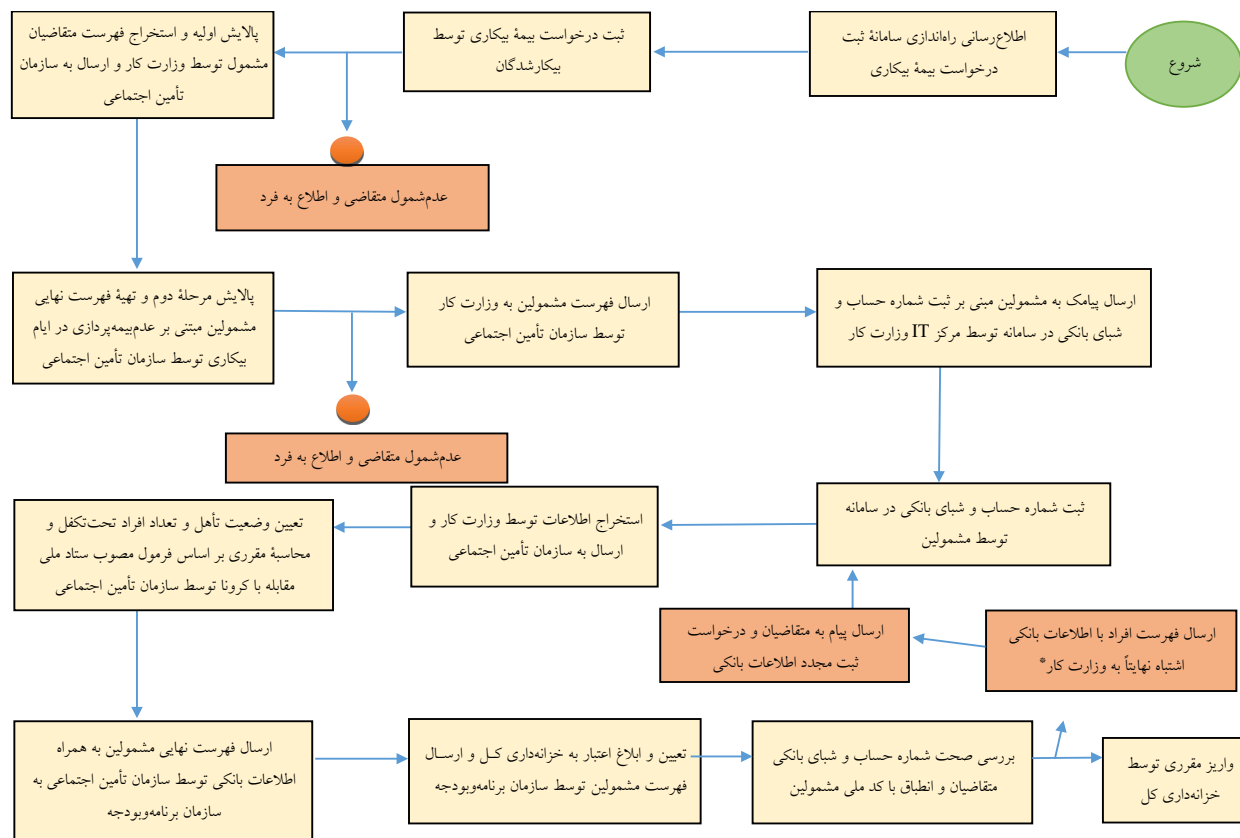 شروع
اطلاع‌رسانی راه‌اندازی سامانهٔ ثبت
درخواست بیمهٔ بیکاری
ثبت درخواست بیمهٔ بیکاری توسط
بیکارشدگان
پالایش اولیه و استخراج فهرست متقاضیان
مشمول توسط وزارت کار و ارسال به سازمان
تأمین اجتماعی
عدم‌شمول متقاضی و اطلاع به فرد
پالایش مرحلهٔ دوم و تهیهٔ فهرست نهایی
مشمولین مبتنی بر عدم‌بیمه‌پردازی در ایام
بیکاری توسط سازمان تأمین اجتماعی
ارسال فهرست مشمولین به وزارت کار
توسط سازمان تأمین اجتماعی
ارسال پیامک به مشمولین مبنی بر ثبت شماره حساب و
شبای بانکی در سامانه توسط مرکز IT وزارت کار
عدم‌شمول متقاضی و اطلاع به فرد
ثبت شماره حساب و شبای بانکی در سامانه
توسط مشمولین
استخراج اطلاعات توسط وزارت کار و
ارسال به سازمان تأمین اجتماعی
تعیین وضعیت تأهل و تعداد افراد تحت‌تکفل و
محاسبهٔ مقرری بر اساس فرمول مصوب ستاد ملی
مقابله با کرونا توسط سازمان تأمین اجتماعی
ارسال فهرست افراد با اطلاعات بانکی
اشتباه نهایتاً به وزارت کار*
ارسال پیام به متقاضیان و درخواست
ثبت مجدد اطلاعات بانکی
ارسال فهرست نهایی مشمولین به همراه
اطلاعات بانکی توسط سازمان تأمین اجتماعی به
سازمان برنامه‌وبودجه
تعیین و ابلاغ اعتبار به خزانه‌داری کـل و ارسـال
فهرست مشمولین توسط سازمان برنامه‌وبودجه
بررسی صحت شماره حساب و شبای بانکی
متقاضیان و انطباق با کد ملی مشمولین
واریز مقرری توسط
خزانه‌داری کل